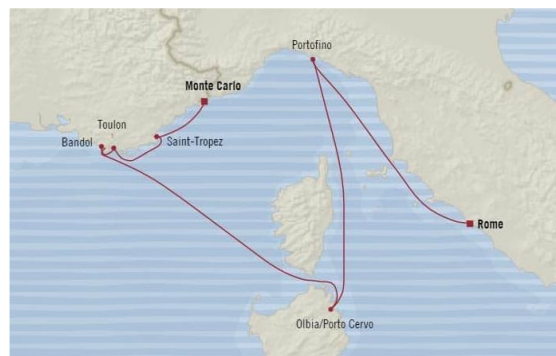 Portofino
Monte Carlo
Toulon
Bandol
Saint-Tropez
Rome
Olbia/Porto Cervo